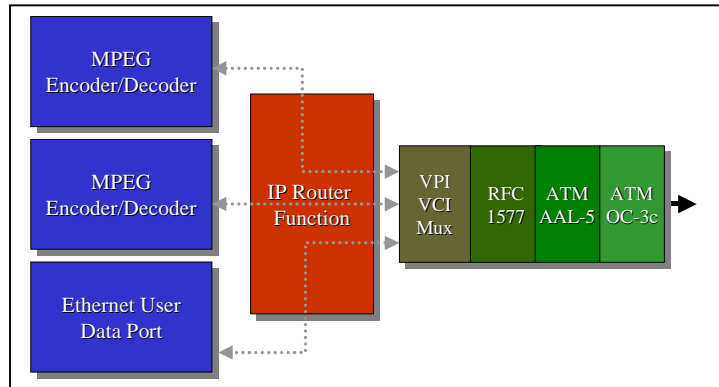 MPEG
Encoder/Decoder
MPEG
Encoder/Decoder
Ethernet User
Data Port
IP Router
Function
VPI
VCI
Mux
RFC
1577
ATM
AAL-5
ATM
OC-3c